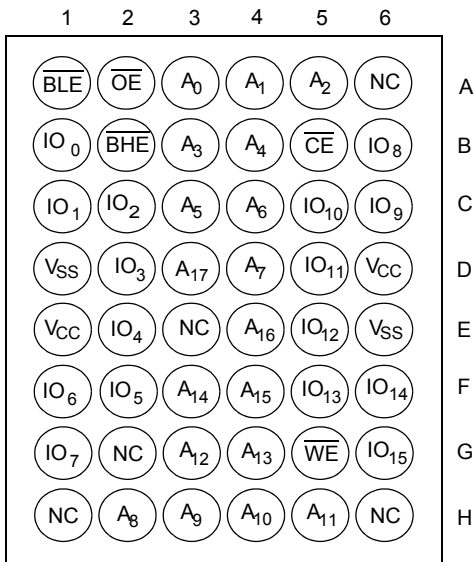 1 2 3 4 5 6
BLE OE A0 A1 A2 NC A
IO 0 BHE A3 A4 CE IO8 B
IO1 IO2 A5 A6 IO10 IO9 C
VSS IO3 A17 A7 IO11 VCC D
VCC IO4 NC A16 IO12 VSS E
IO6 IO5 A14 A15 IO13 IO14 F
IO7 NC A12 A13 WE IO15 G
NC A8 A9 A10 A11 NC H